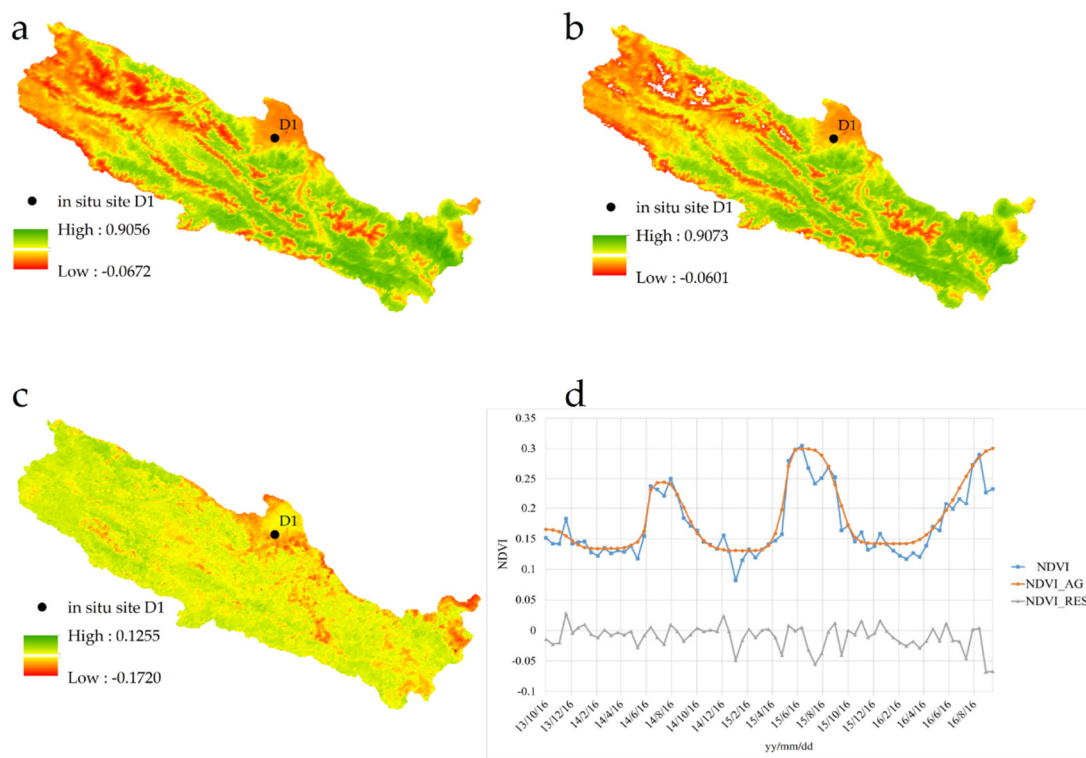 a
D1
in situ site D1
High : 0.9056
Low : -0.0672
b
D1
in situ site D1
High : 0.9073
Low : -0.0601
c
D1
in situ site D1
High : 0.1255
Low : -0.1720
d
0.35
0.3
0.25
0.2
0.15
0.1
0.05
0
-0.05
-0.1
NDVI
NDVI
NDVI_AG
NDVI_RES
13/10/16
13/12/16
14/2/16
14/4/16
14/6/16
14/8/16
14/10/16
14/12/16
15/2/16
15/4/16
15/6/16
15/8/16
15/10/16
15/12/16
16/2/16
16/4/16
16/6/16
16/8/16
yy/mm/dd